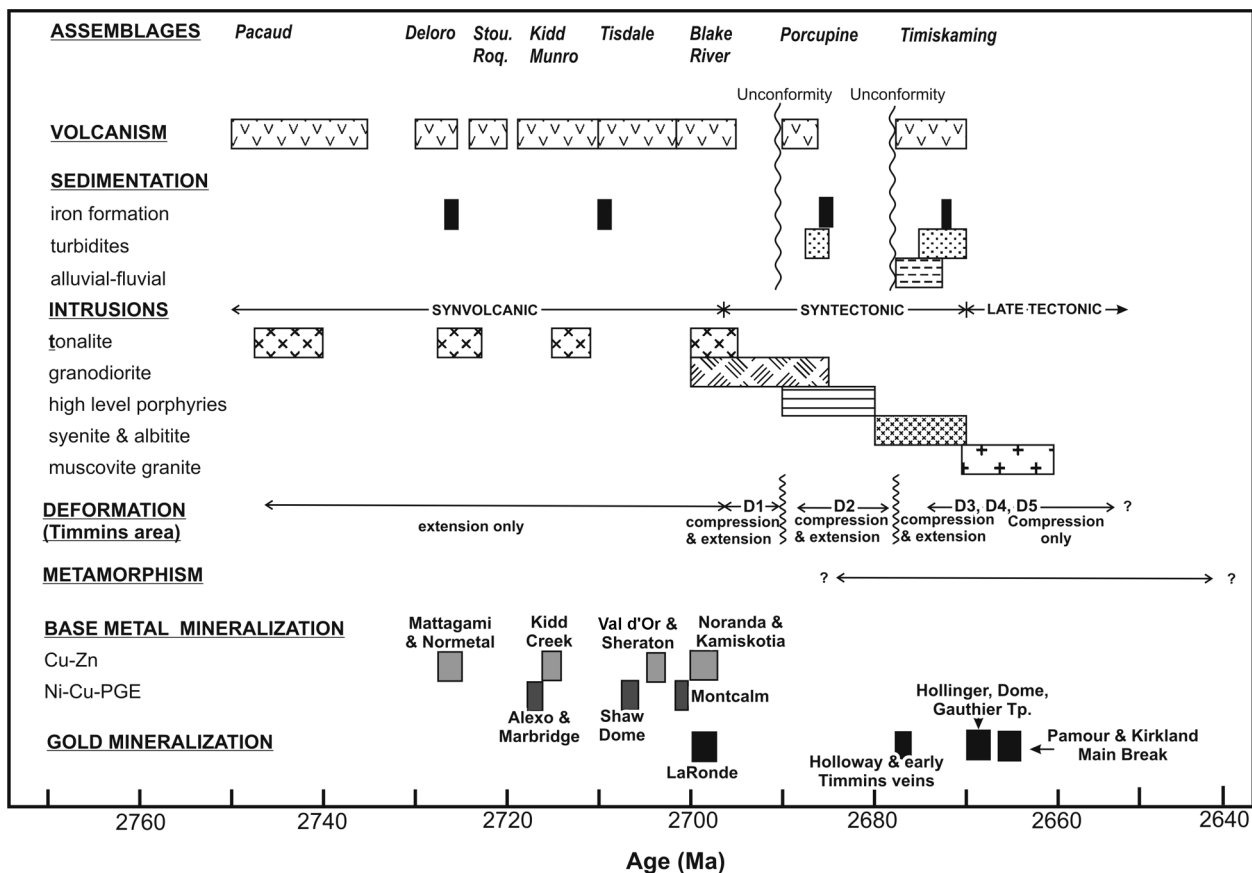 ASSEMBLAGES Pacaud Deloro Stou. Kidd Tisdale Blake Porcupine Timiskaming
Roq. Munro River
Unconformity Unconformity
VOLCANISM
SEDIMENTATION
iron formation
turbidites
alluvial-fluvial
INTRUSIONS SYNVOLCANIC SYNTECTONIC LATE TECTONIC
tonalite
granodiorite
high level porphyries
syenite & albitite
muscovite granite
DEFORMATION D1 D2 D3, D4, D5 ?
(Timmins area) extension only compression compression compression Compression
& extension & extension & extension only
METAMORPHISM ? ?
BASE METAL MINERALIZATION Mattagami Kidd Val d'Or & Noranda &
& Normetal Creek Sheraton Kamiskotia
Cu-Zn
Ni-Cu-PGE Montcalm
Alexo & Shaw Hollinger, Dome,
Marbridge Dome Gauthier Tp.
GOLD MINERALIZATION Pamour & Kirkland
Main Break
LaRonde Holloway & early
Timmins veins
2760 2740 2720 2700 2680 2660 2640
Age (Ma)